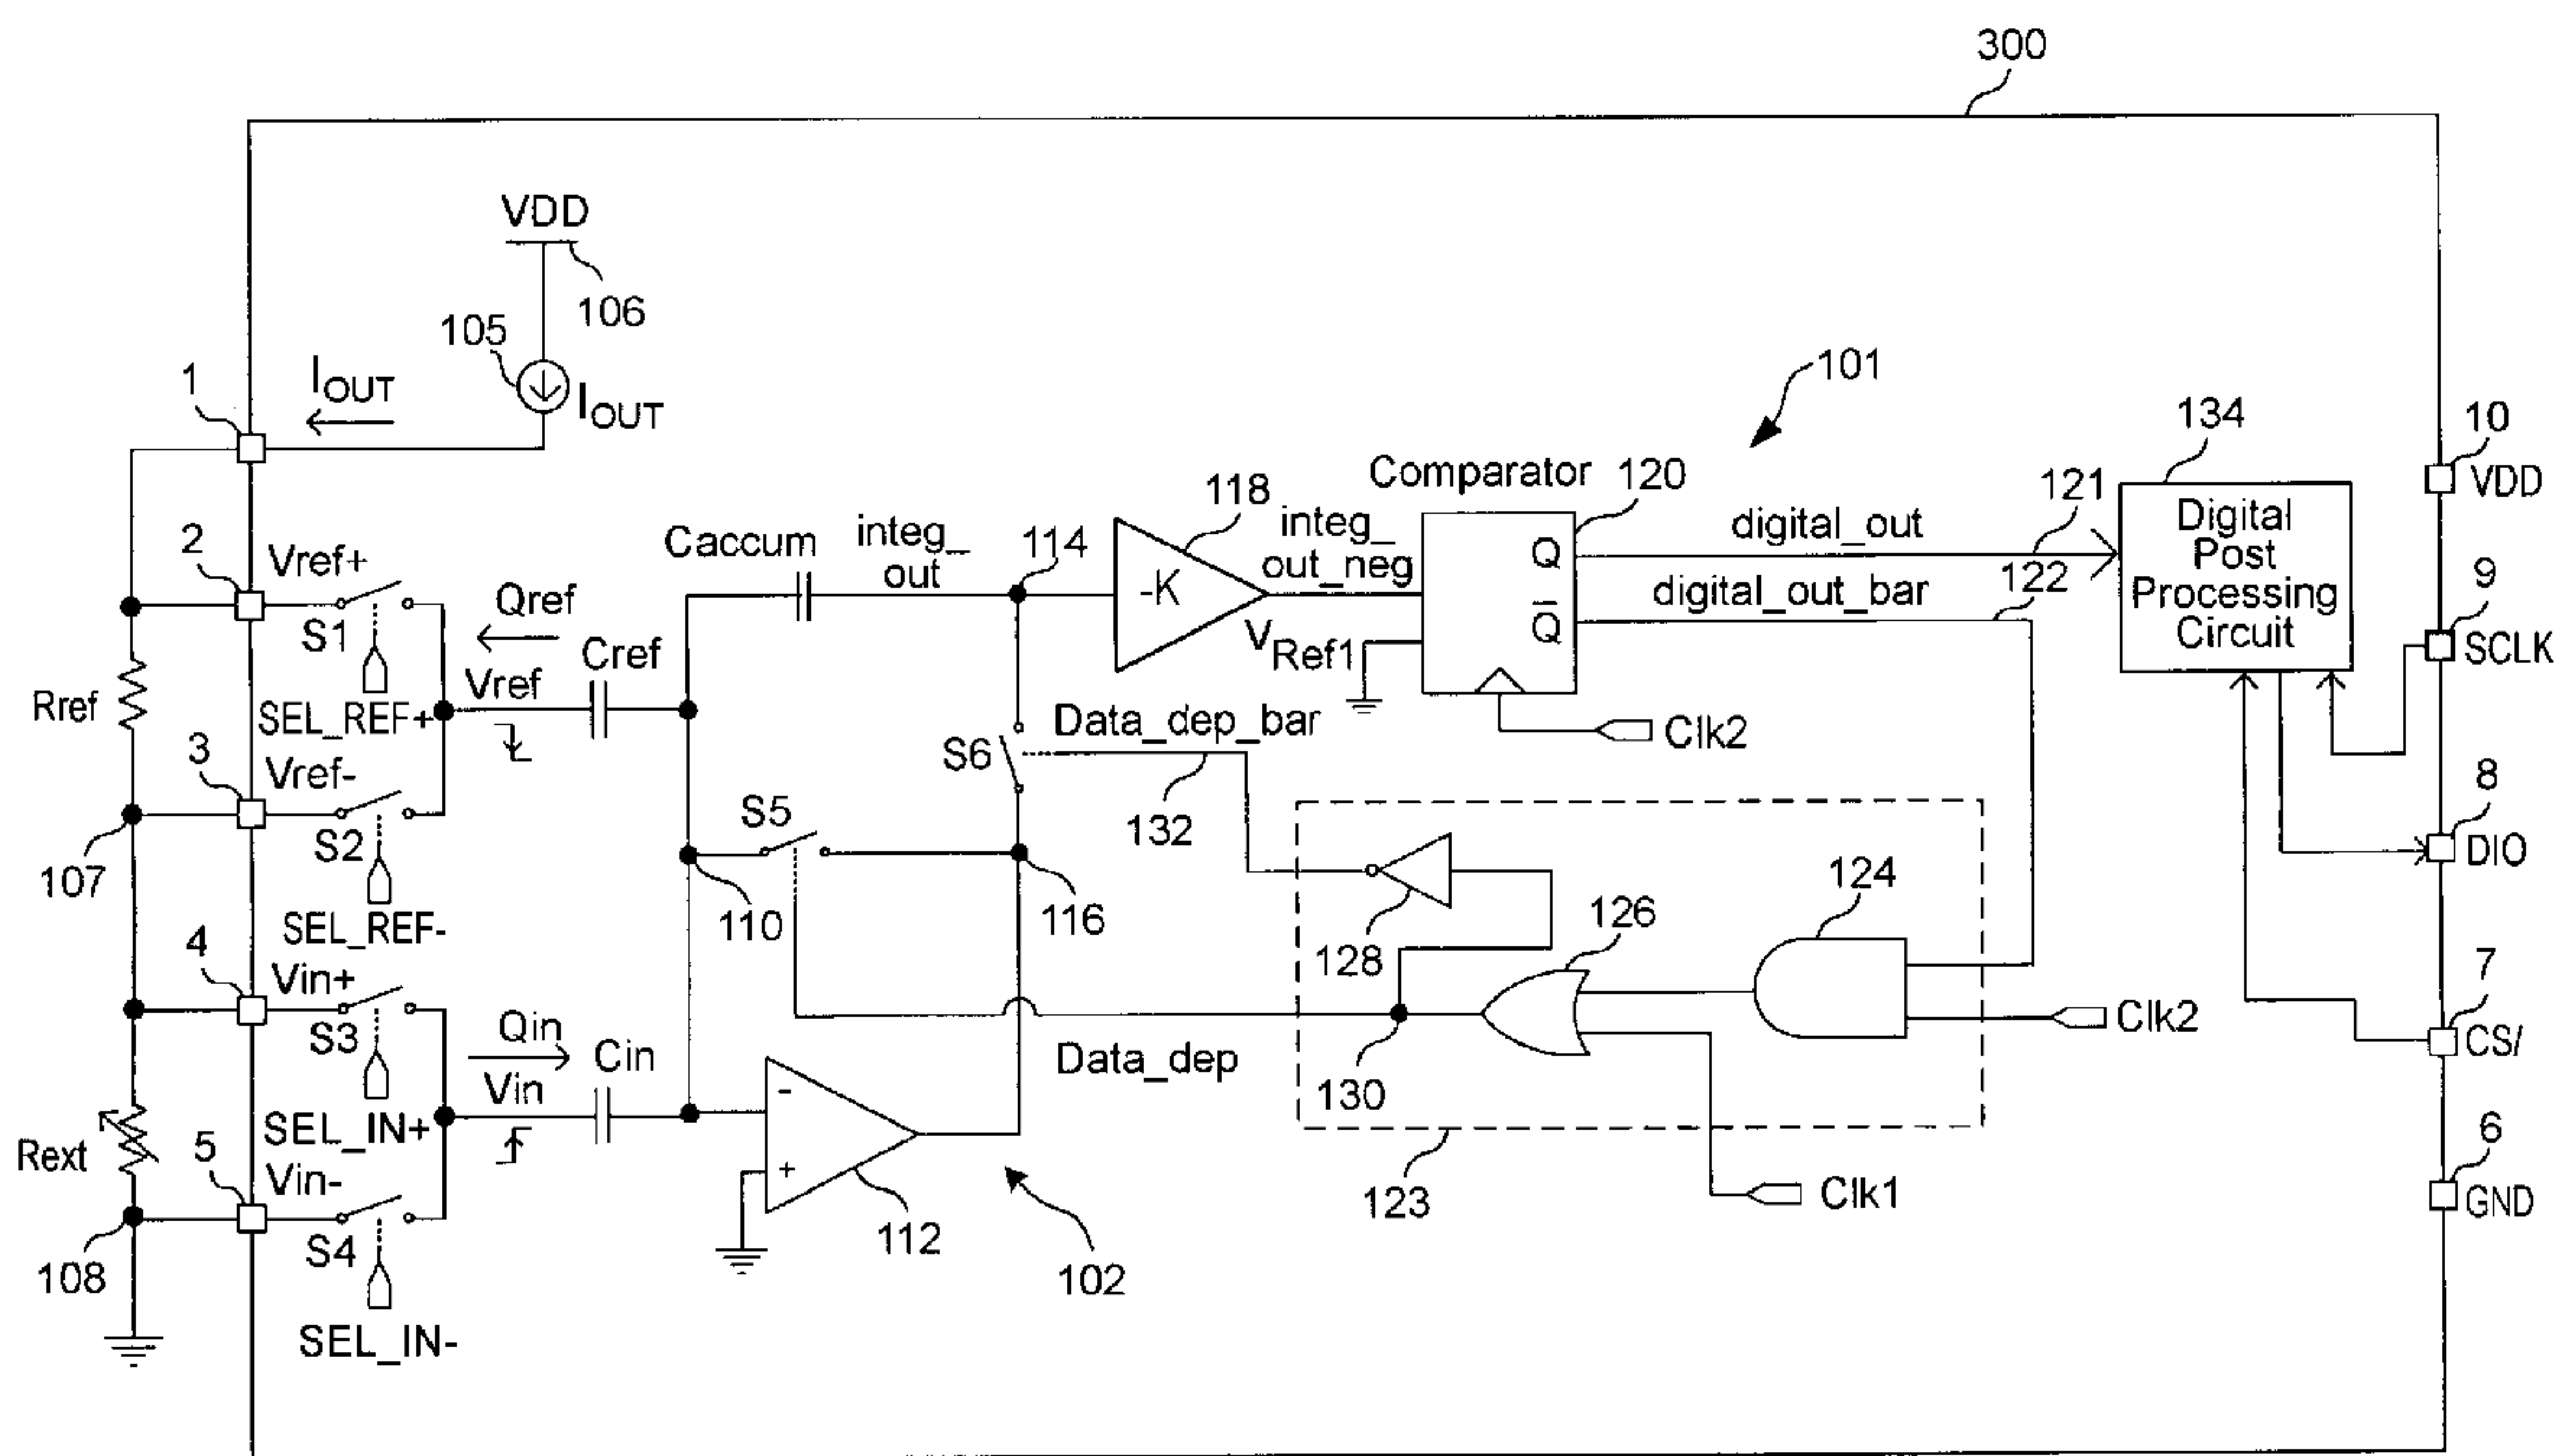 300
VDD
106
105
I_OUT
I_OUT
1
101
134
10
VDD
Digital
Post
Processing
Circuit
Comparator
120
118
-K
integ_
out_neg
Q
Q̅
digital_out
121
digital_out_bar
122
9
SCLK
2
Vref+
S1
SEL_REF+
Qref
Vref
Cref
Caccum
integ_
out
114
V_Ref1
Clk2
Rref
3
Vref-
S2
SEL_REF-
107
S6
Data_dep_bar
132
S5
110
116
8
DIO
128
126
124
Clk2
130
Data_dep
123
Clk1
7
CS/
4
Vin+
S3
SEL_IN+
Qin
Vin
Cin
-
+
112
102
6
GND
Rext
5
Vin-
S4
SEL_IN-
108